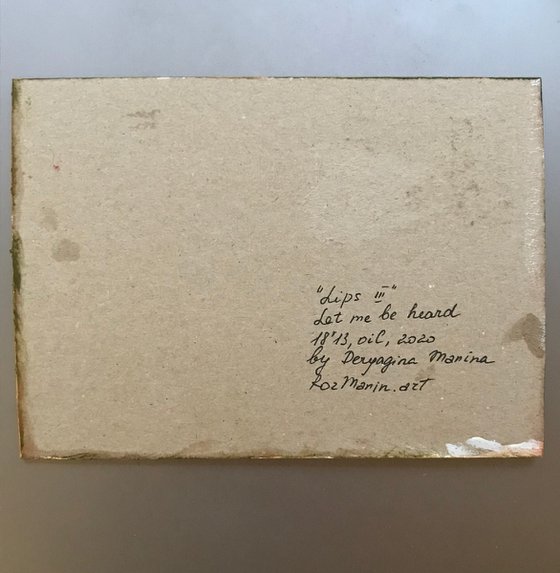 "Lips III"
Let me be heard
18*13, oil, 2020
by Deryagina Marina
RozMarin.art